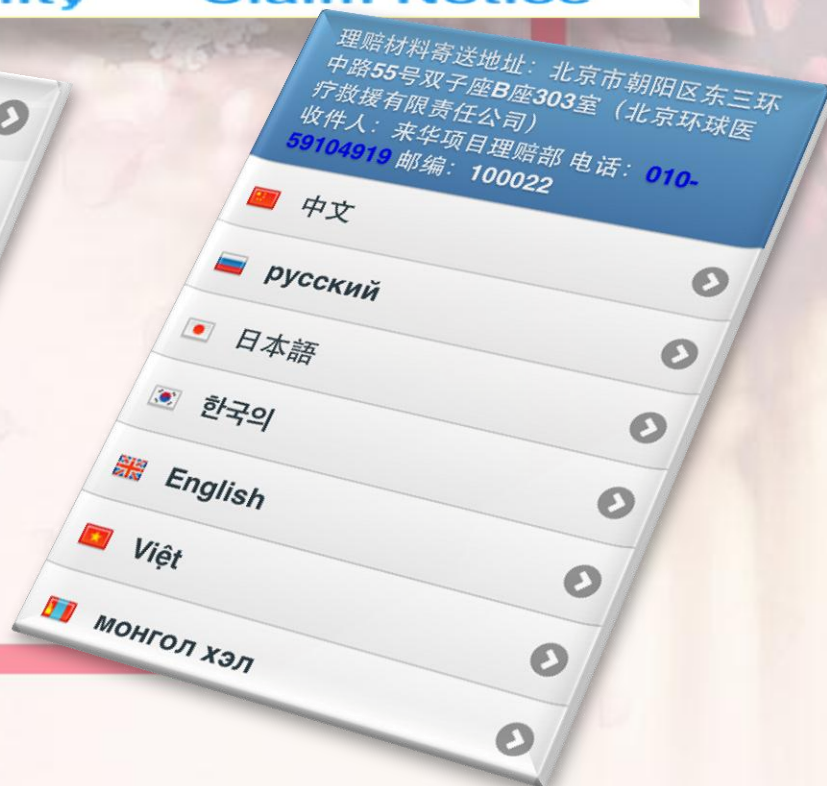 Claim Notice
理赔材料寄送地址：北京市朝阳区东三环
中路55号双子座B座303室（北京环球医
疗救援有限责任公司）
收件人：来华项目理赔部 电话：010-
59104919 邮编：100022
中文
русский
日本語
한국의
English
Việt
монгол хэл